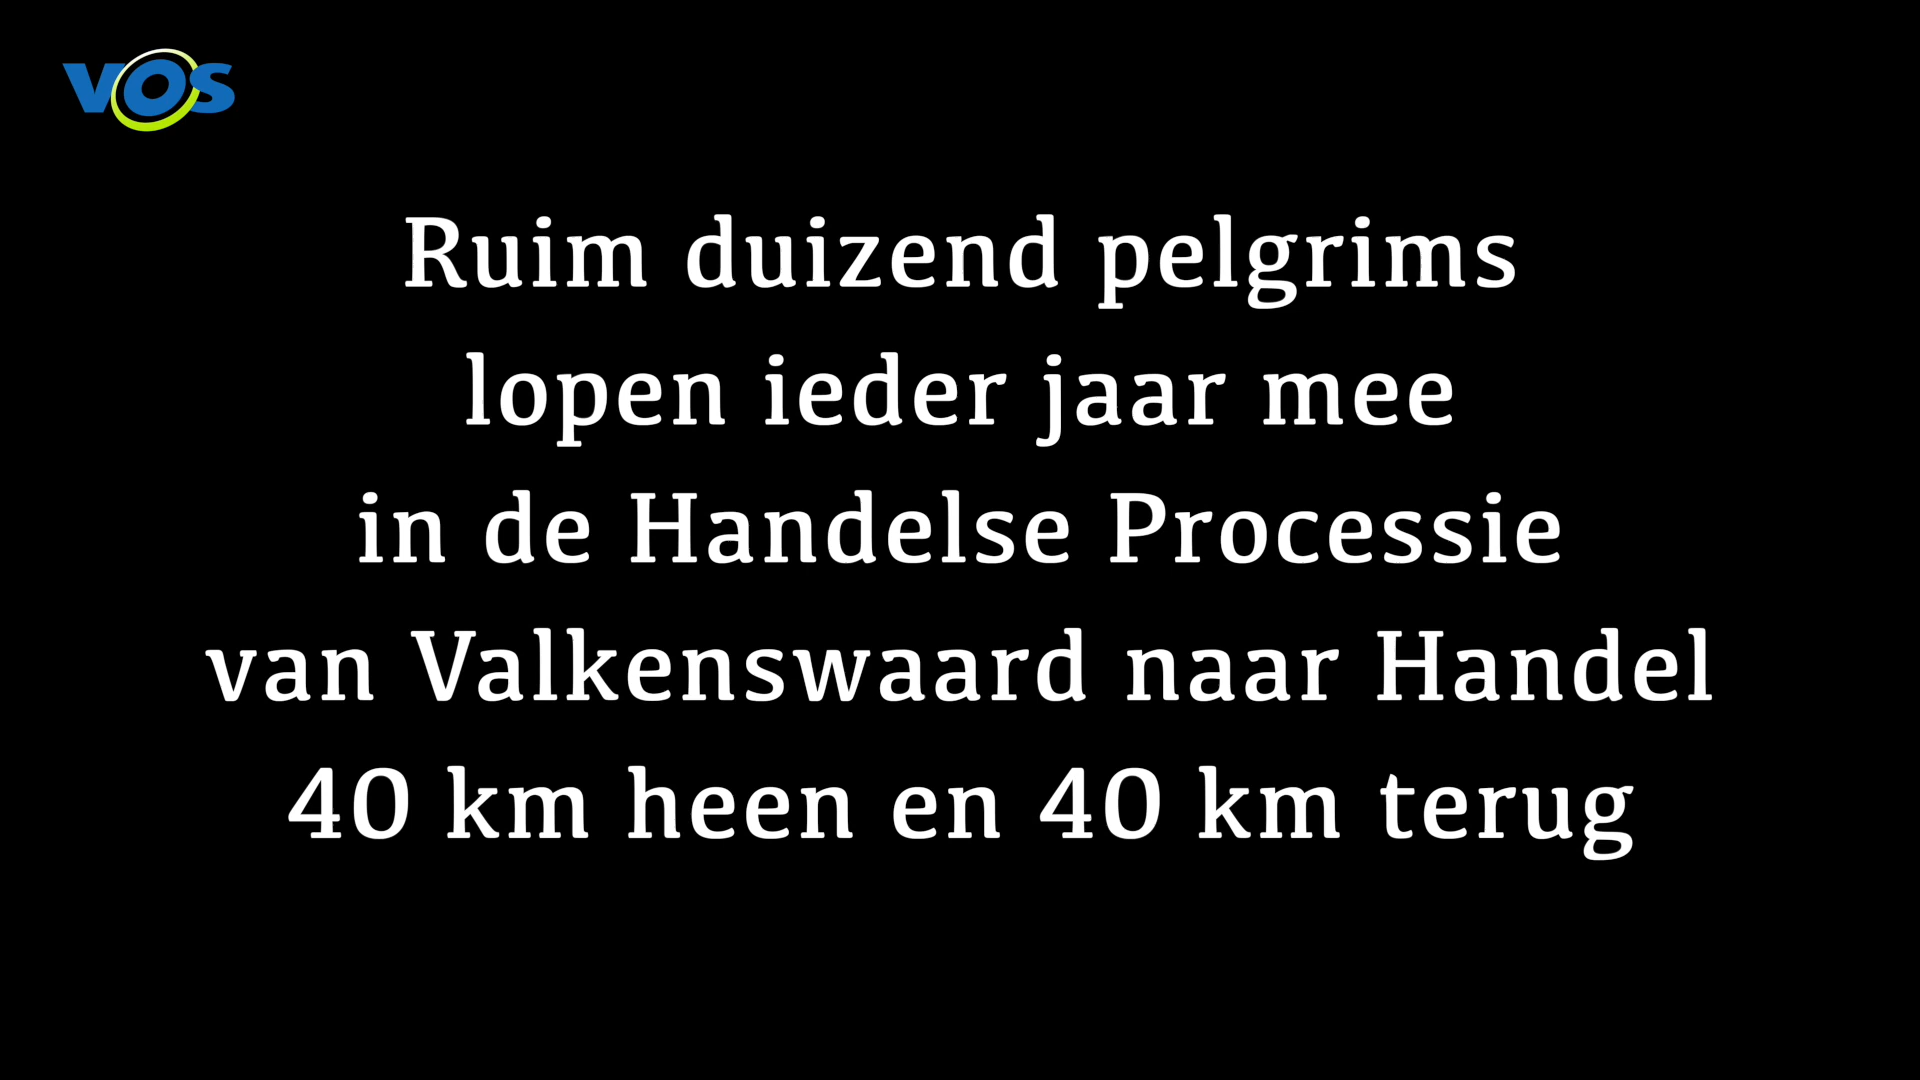 VOS
Ruim duizend pelgrims
lopen ieder jaar mee
in de Handelse Processie
van Valkenswaard naar Handel
40 km heen en 40 km terug